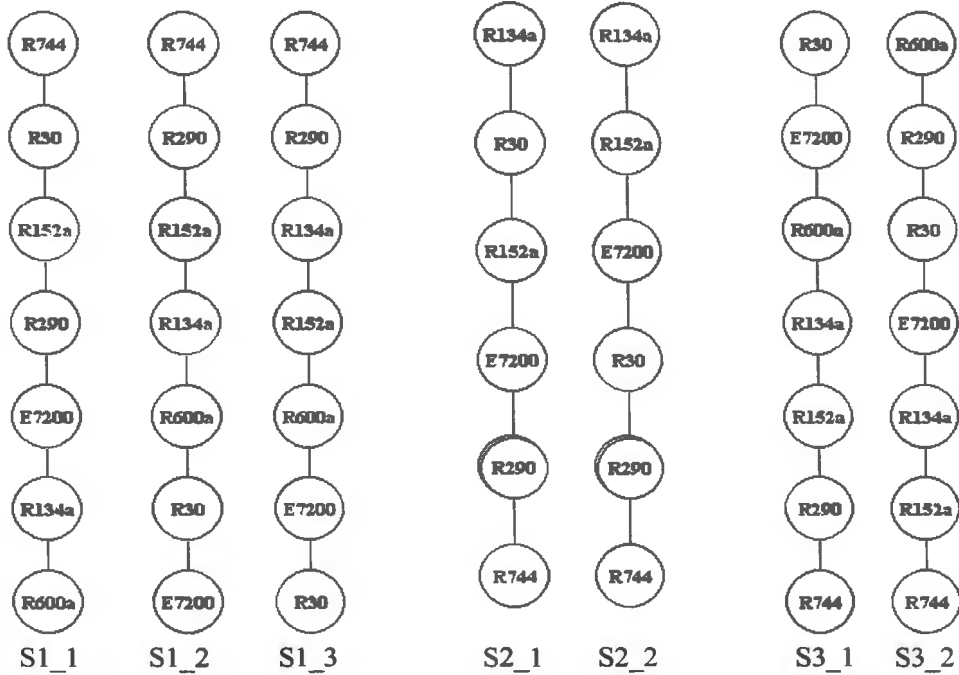 R744 R744 R744 R134a R134a R30 R600a
R30 R290 R290 R30 R152a E7200 R290
R152a R152a R134a R152a E7200 R600a R30
R290 R134a R152a E7200 R30 R134a E7200
E7200 R600a R600a R290 R290 R152a R134a
R134a R30 E7200 R744 R744 R290 R152a
R600a E7200 R30 R744 R744
S1_1 S1_2 S1_3 S2_1 S2_2 S3_1 S3_2